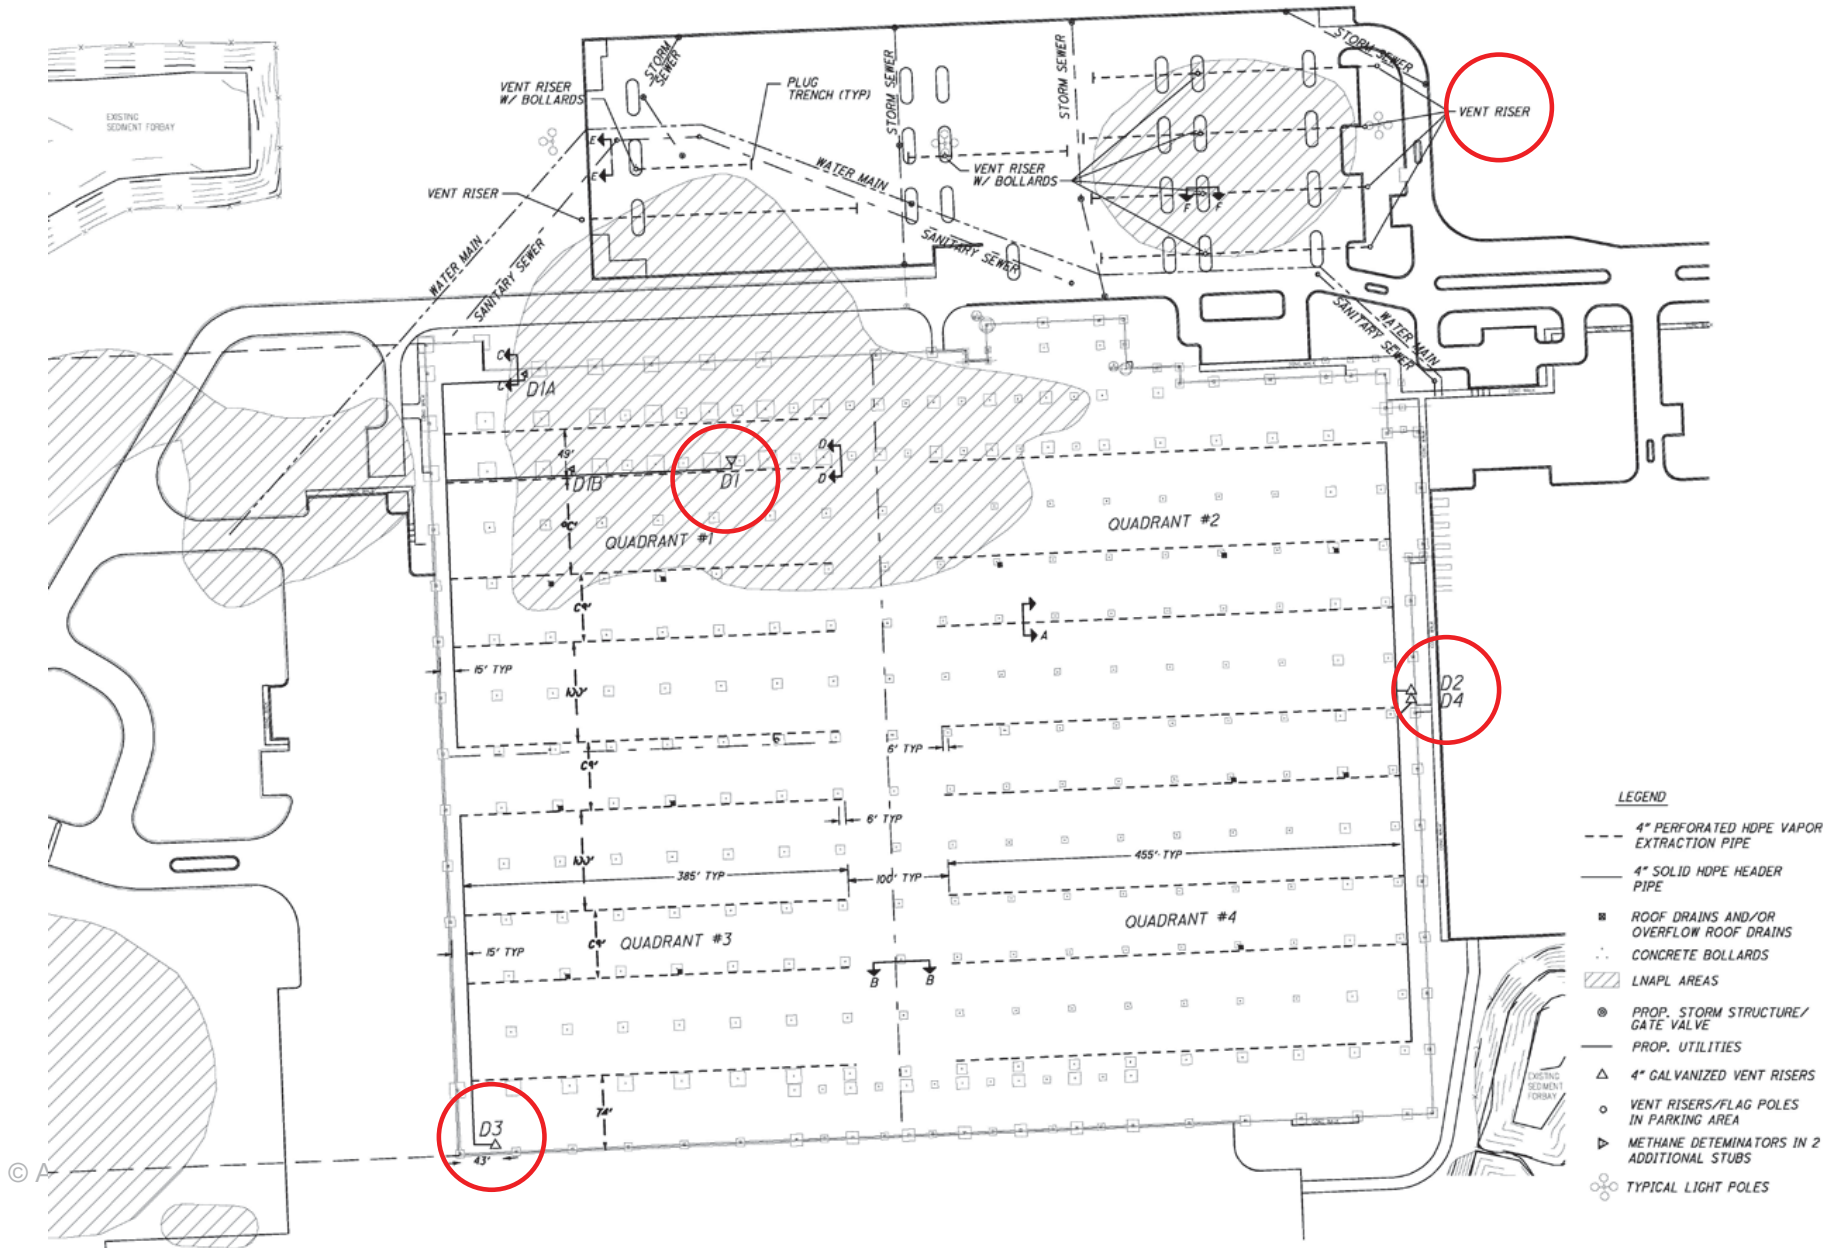 STORM
SEWER
STORM SEWER
STORM SEWER
STORM SEWER
VENT RISER
W/ BOLLARDS
PLUG
TRENCH (TYP)
VENT RISER
EXISTING
SEDIMENT FORBAY
E
E
WATER MAIN
VENT RISER
W/ BOLLARDS
VENT RISER
F
F
WATER MAIN
SANITARY SEWER
SANITARY SEWER
WATER MAIN
SANITARY SEWER
C
C
D1A
D
D
49'
D1B
D1
QUADRANT #1
QUADRANT #2
A
15' TYP
100'
D2
D4
6' TYP
6' TYP
100'
385' TYP
100' TYP
455' TYP
QUADRANT #3
QUADRANT #4
15' TYP
B
B
74'
D3
43'
LEGEND
4" PERFORATED HDPE VAPOR
EXTRACTION PIPE
4" SOLID HDPE HEADER
PIPE
ROOF DRAINS AND/OR
OVERFLOW ROOF DRAINS
CONCRETE BOLLARDS
LNAPL AREAS
PROP. STORM STRUCTURE/
GATE VALVE
PROP. UTILITIES
4" GALVANIZED VENT RISERS
VENT RISERS/FLAG POLES
IN PARKING AREA
METHANE DETEMINATORS IN 2
ADDITIONAL STUBS
TYPICAL LIGHT POLES
EXISTING
SEDIMENT
FORBAY
© A